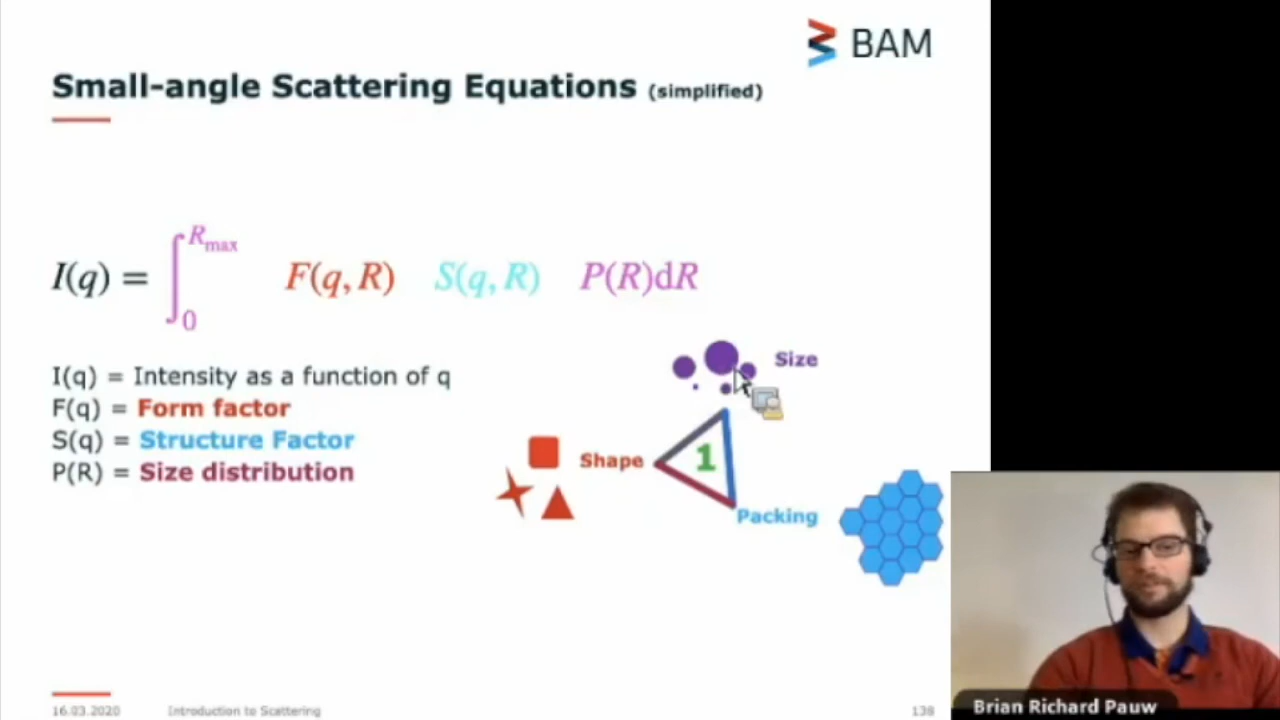 BAM
Small-angle Scattering Equations (simplified)
I(q) = ∫₀^Rmax F(q, R) S(q, R) P(R)dR
I(q) = Intensity as a function of q
F(q) = Form factor
S(q) = Structure Factor
P(R) = Size distribution
Size
Shape
1
Packing
16.03.2020 Introduction to Scattering 138
Brian Richard Pauw